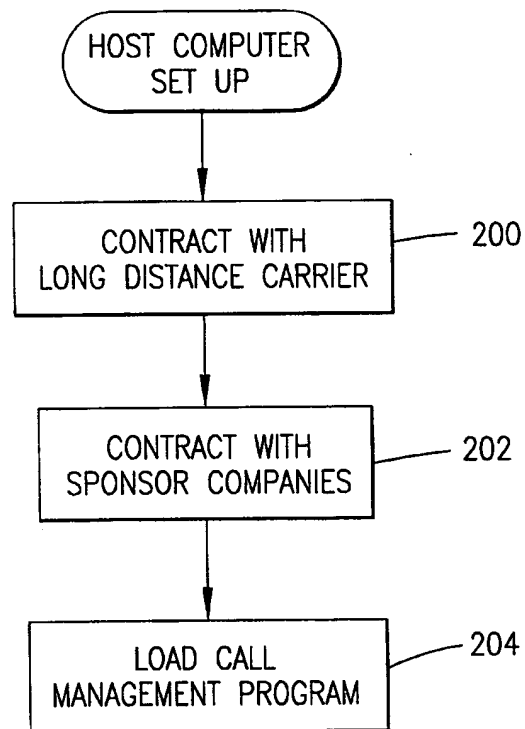 HOST COMPUTER
SET UP
CONTRACT WITH
LONG DISTANCE CARRIER
200
CONTRACT WITH
SPONSOR COMPANIES
202
LOAD CALL
MANAGEMENT PROGRAM
204